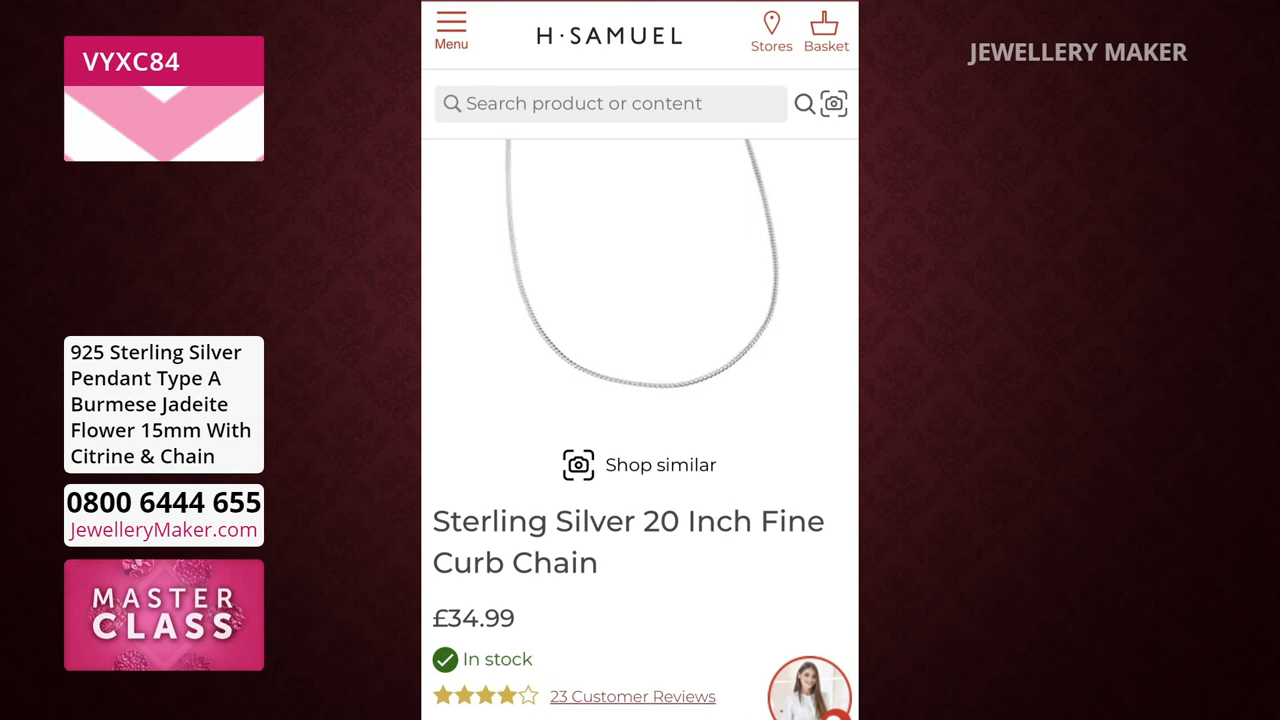 VYXC84
925 Sterling Silver
Pendant Type A
Burmese Jadeite
Flower 15mm With
Citrine & Chain
0800 6444 655
JewelleryMaker.com
MASTER
CLASS
Menu
H·SAMUEL
Stores
Basket
Search product or content
Shop similar
Sterling Silver 20 Inch Fine
Curb Chain
£34.99
In stock
23 Customer Reviews
JEWELLERY MAKER